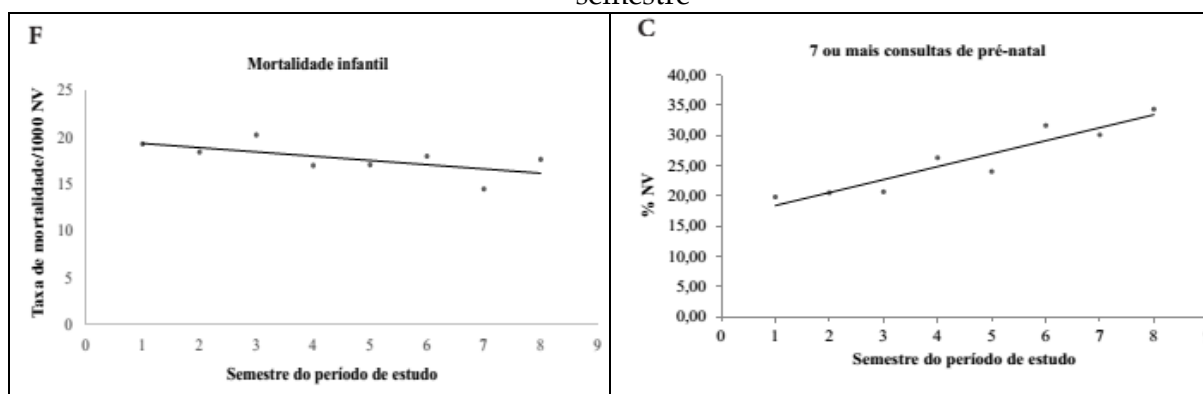 semestre
F
Mortalidade infantil
Taxa de mortalidade/1000 NV
25
20
15
10
5
0
0 1 2 3 4 5 6 7 8 9
Semestre do período de estudo
C
7 ou mais consultas de pré-natal
% NV
40,00
35,00
30,00
25,00
20,00
15,00
10,00
5,00
0,00
1 2 3 4 5 6 7 8
Semestre do período de estudo